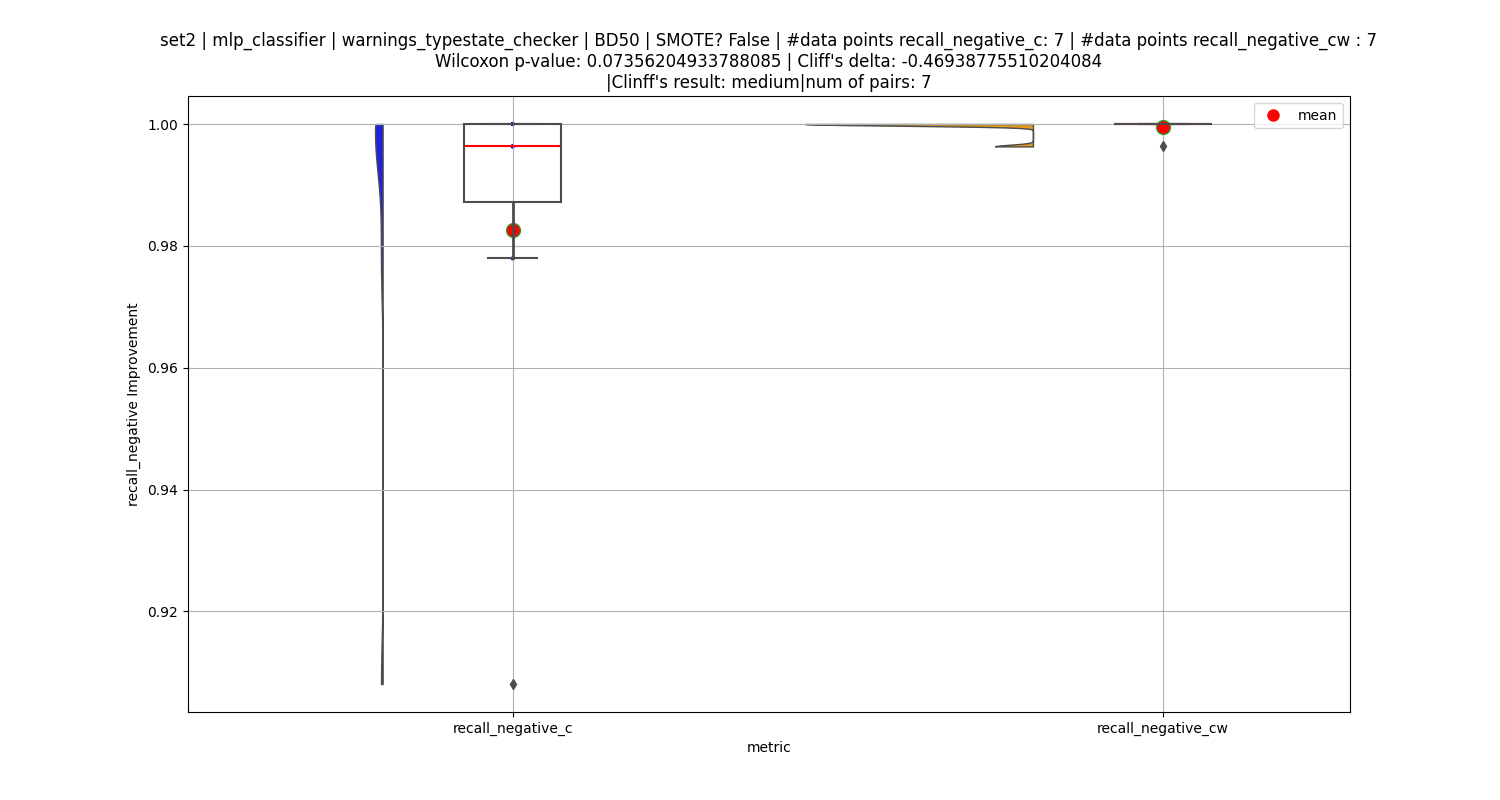 set2 | mlp_classifier | warnings_typestate_checker | BD50 | SMOTE? False | #data points recall_negative_c: 7 | #data points recall_negative_cw : 7
Wilcoxon p-value: 0.07356204933788085 | Cliff's delta: -0.46938775510204084
|Clinff's result: medium|num of pairs: 7
mean
1.00
0.98
0.96
0.94
0.92
recall_negative Improvement
recall_negative_c
recall_negative_cw
metric